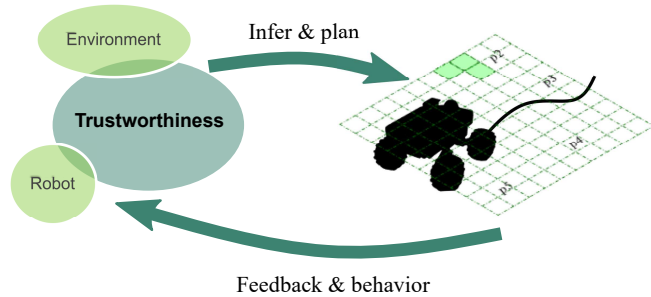 Environment
Infer & plan
Trustworthiness
Robot
p2
p3
p4
p5
Feedback & behavior